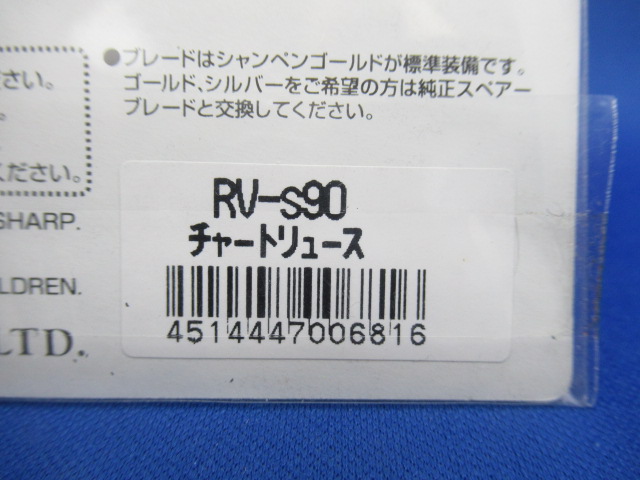 ●ブレードはシャンペンゴールドが標準装備です。
ゴールド、シルバーをご希望の方は純正スペアー
ブレードと交換してください。
ださい。
ください。
SHARP.
LDREN.
LTD.
RV-s90
チャートリュース
4514447006816